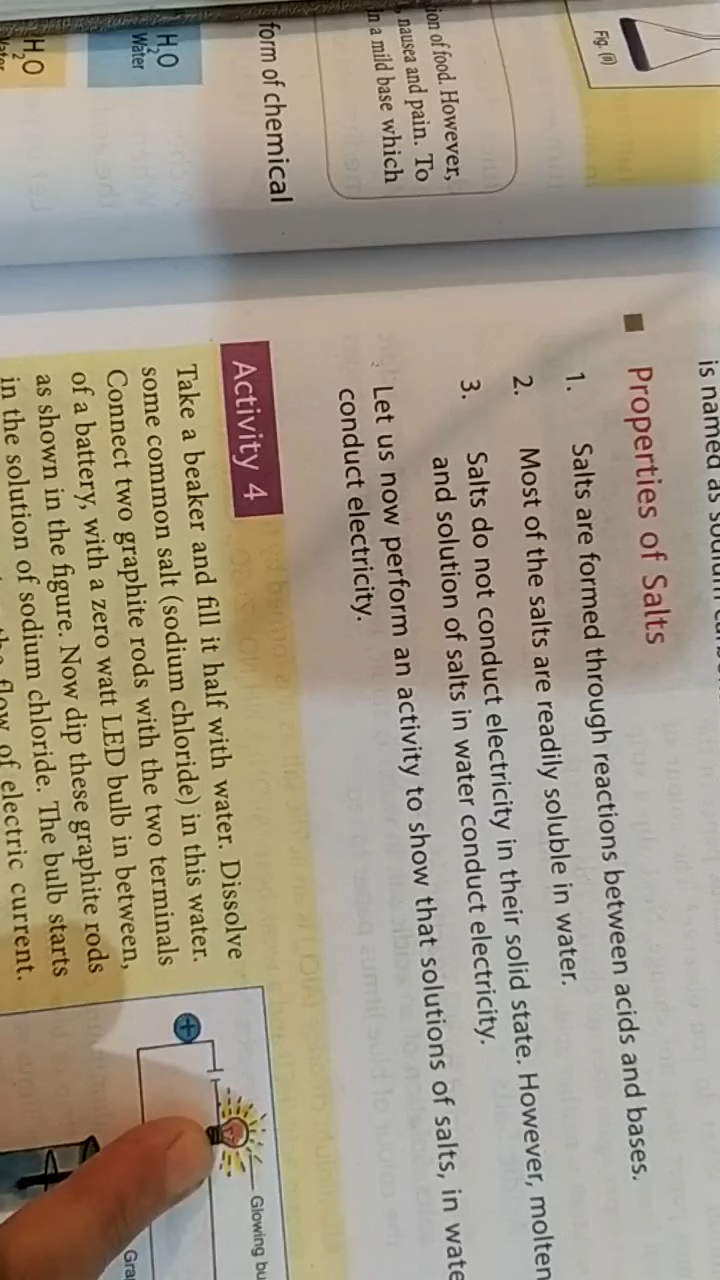 Fig. (ii)
ion of food. However,
, nausea and pain. To
in a mild base which
form of chemical
H2O
Water
H2O
is named as
■ Properties of Salts
1. Salts are formed through reactions between acids and bases.
2. Most of the salts are readily soluble in water.
3. Salts do not conduct electricity in their solid state. However, molten
and solution of salts in water conduct electricity.
Let us now perform an activity to show that solutions of salts, in wate
conduct electricity.
Activity 4
Take a beaker and fill it half with water. Dissolve
some common salt (sodium chloride) in this water.
Connect two graphite rods with the two terminals
of a battery, with a zero watt LED bulb in between,
as shown in the figure. Now dip these graphite rods
in the solution of sodium chloride. The bulb starts
flow of electric current.
+
Glowing bu
Gra